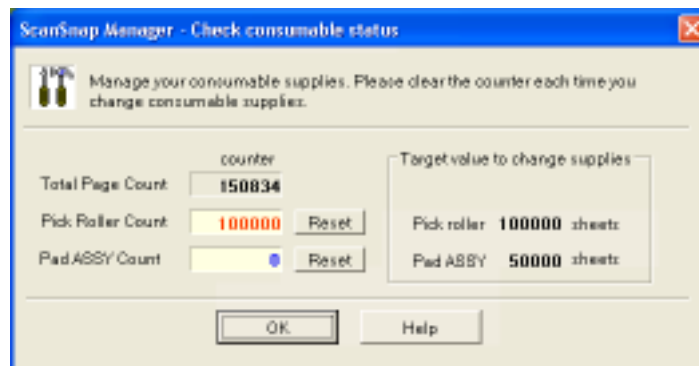 ScanSnap Manager - Check consumable status
Manage your consumable supplies. Please clear the counter each time you
change consumable supplies.
counter
Target value to change supplies
Total Page Count 150834
Pick Roller Count 100000 Reset
Pick roller 100000 sheets
Pad ASSY Count 0 Reset
Pad ASSY 50000 sheets
OK Help